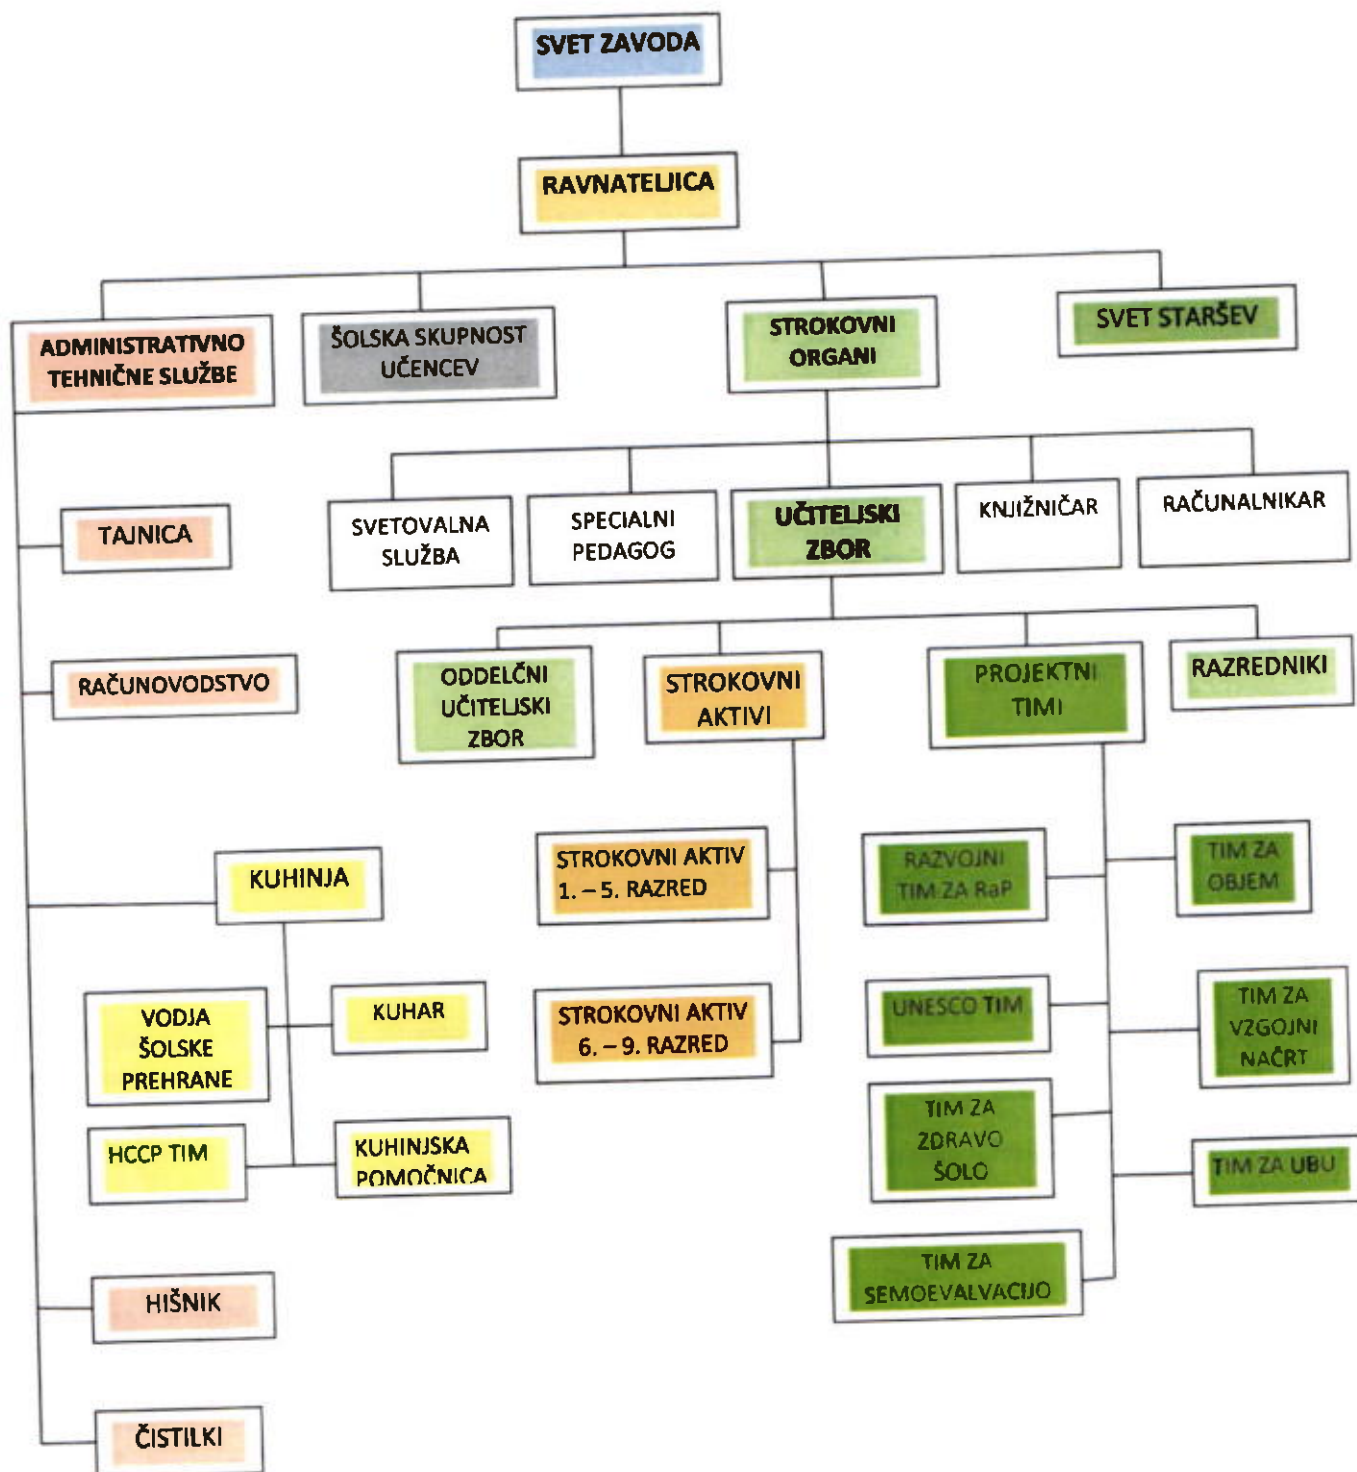 SVET ZAVODA
RAVNATELJICA
ADMINISTRATIVNO
TEHNIČNE SLUŽBE
ŠOLSKA SKUPNOST
UČENCEV
STROKOVNI
ORGANI
SVET STARŠEV
SVETOVALNA
SLUŽBA
SPECIALNI
PEDAGOG
UČITELJSKI
ZBOR
KNJIŽNIČAR
RAČUNALNIKAR
TAJNICA
RAČUNOVODSTVO
ODDELČNI
UČITELJSKI
ZBOR
STROKOVNI
AKTIVI
PROJEKTNI
TIMI
RAZREDNIKI
KUHINJA
STROKOVNI AKTIV
1. – 5. RAZRED
RAZVOJNI
TIM ZA RaP
TIM ZA
OBJEM
VODJA
ŠOLSKE
PREHRANE
KUHAR
STROKOVNI AKTIV
6. – 9. RAZRED
UNESCO TIM
TIM ZA
VZGOJNI
NAČRT
HCCP TIM
KUHINJSKA
POMOČNICA
TIM ZA
ZDRAVO
ŠOLO
TIM ZA UBU
TIM ZA
SEMOEVALVACIJO
HIŠNIK
ČISTILKI